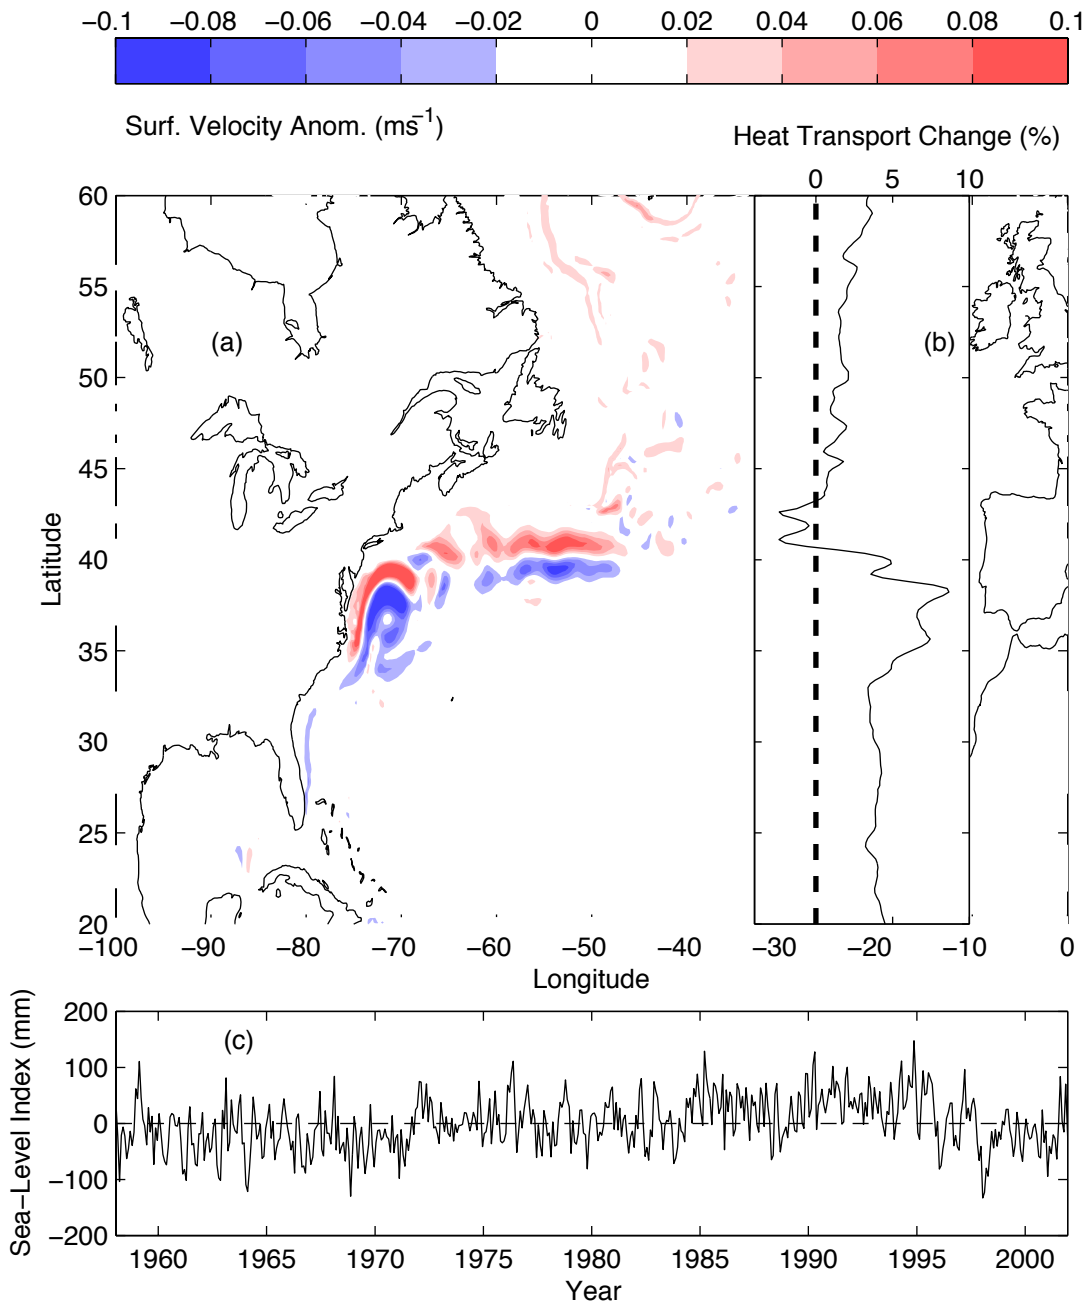 −0.1 −0.08 −0.06 −0.04 −0.02 0 0.02 0.04 0.06 0.08 0.1
Surf. Velocity Anom. (ms−1)
Heat Transport Change (%)
0 5 10
60
55
50
45
40
35
30
25
20
Latitude
(a)
(b)
−100 −90 −80 −70 −60 −50 −40 −30 −20 −10 0
Longitude
Sea−Level Index (mm)
200
100
0
−100
−200
(c)
1960 1965 1970 1975 1980 1985 1990 1995 2000
Year